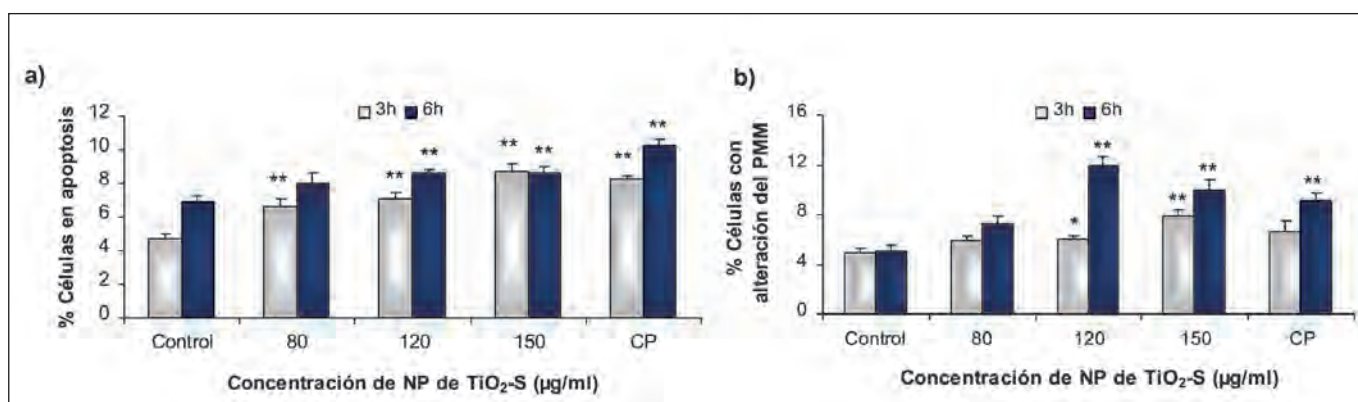 a)
% Células en apoptosis
3h 6h
12
10
8
6
4
2
0
** ** ** ** ** ** **
Control 80 120 150 CP
Concentración de NP de TiO₂-S (µg/ml)
b)
% Células con
alteración del PMM
3h 6h
16
12
8
4
0
* ** ** ** **
Control 80 120 150 CP
Concentración de NP de TiO₂-S (µg/ml)